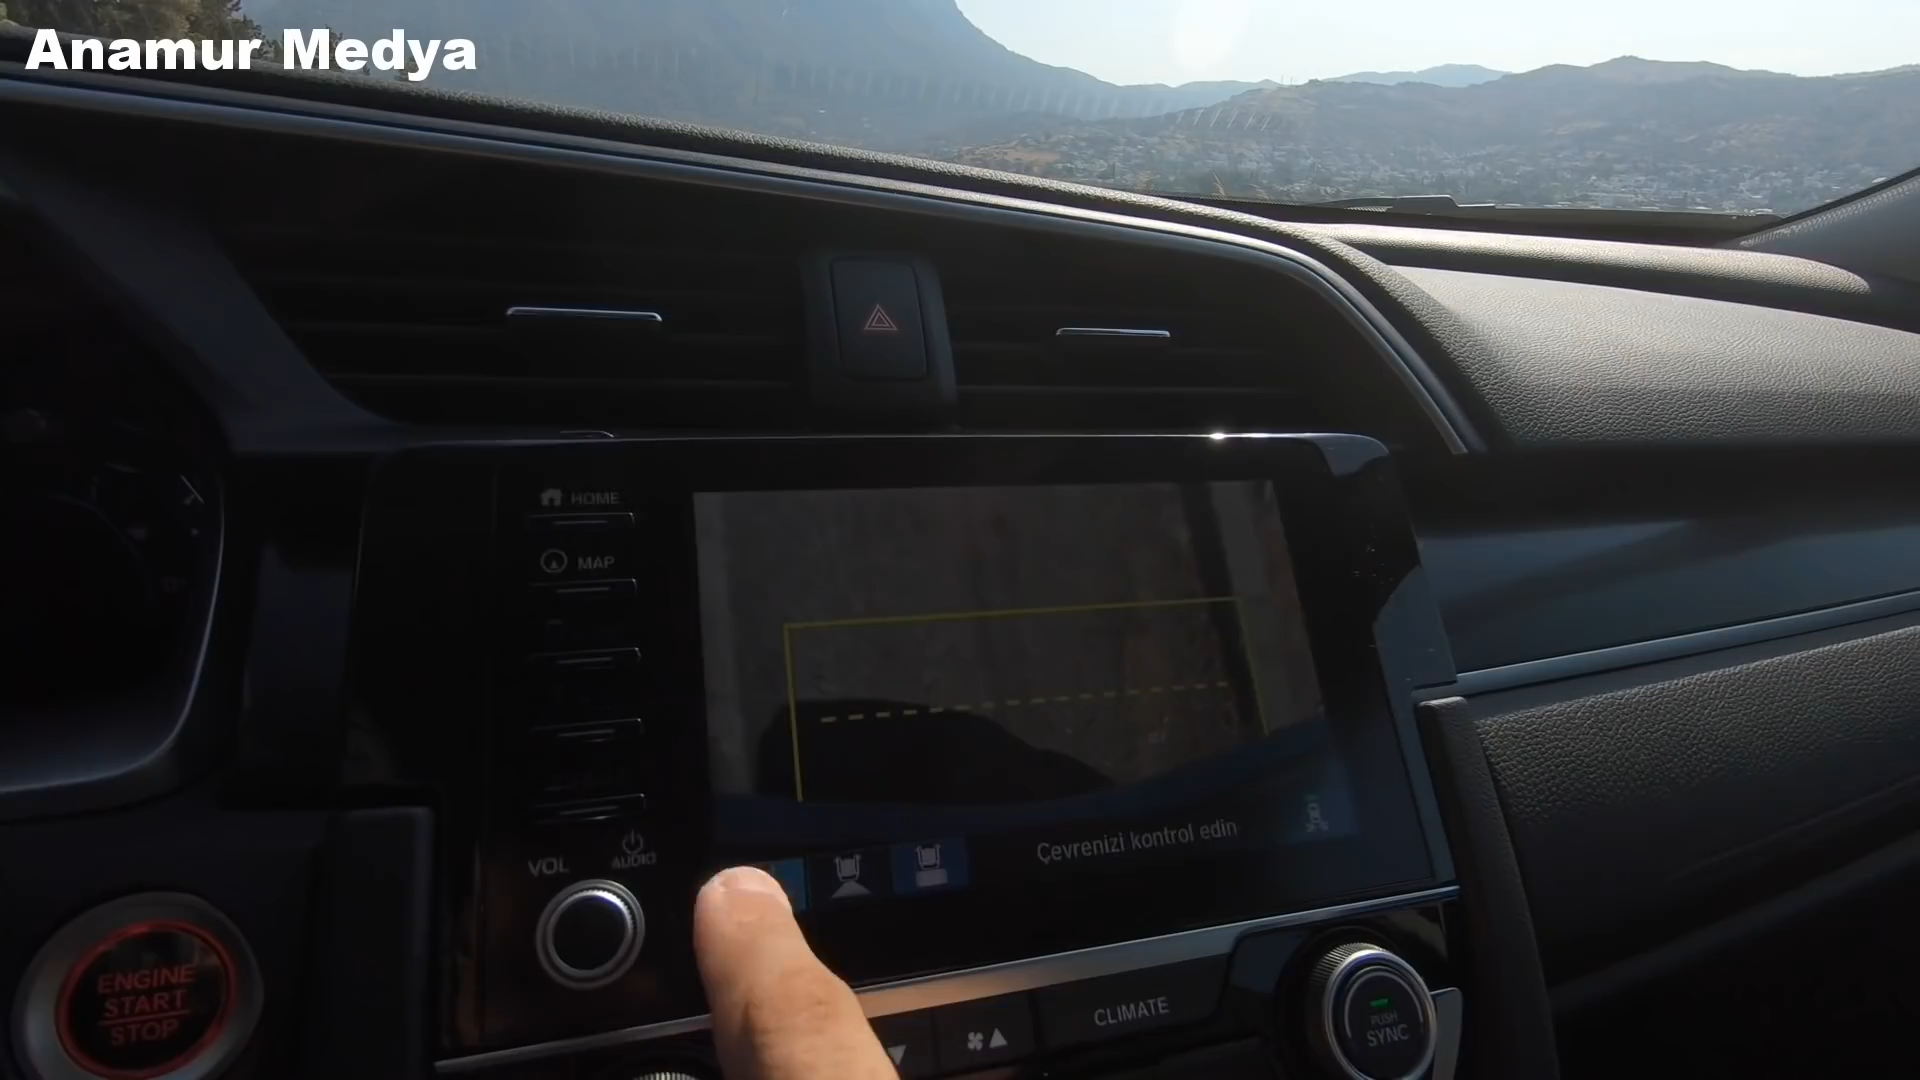 Anamur Medya
HOME
MAP
VOL
AUDIO
Çevrenizi kontrol edin
ENGINE
START
STOP
CLIMATE
PUSH
SYNC